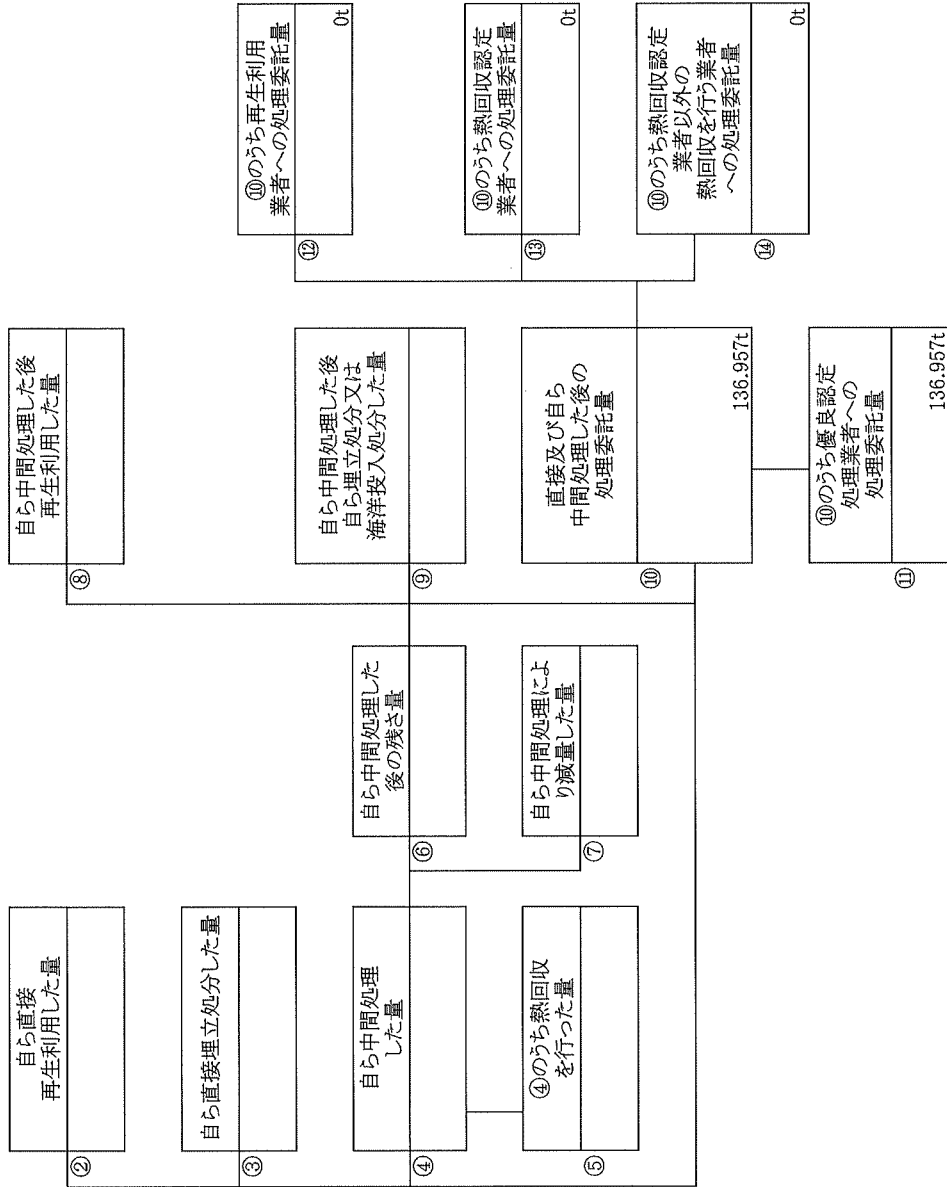 ②
自ら直接
再生利用した量
③
自ら直接埋立処分した量
④
自ら中間処理
した量
⑤
④のうち熱回収
を行った量
⑥
自ら中間処理した
後の残さ量
⑦
自ら中間処理によ
り減量した量
⑧
自ら中間処理した後
再生利用した量
⑨
自ら中間処理した後
自ら埋立処分又は
海洋投入処分した量
⑩
直接及び自ら
中間処理した後の
処理委託量
136.957t
⑪
⑩のうち優良認定
処理業者への
処理委託量
136.957t
⑫
⑩のうち再生利用
業者への処理委託量
0t
⑬
⑩のうち熱回収認定
業者への処理委託量
0t
⑭
⑩のうち熱回収認定
業者以外の
熱回収を行う業者
への処理委託量
0t